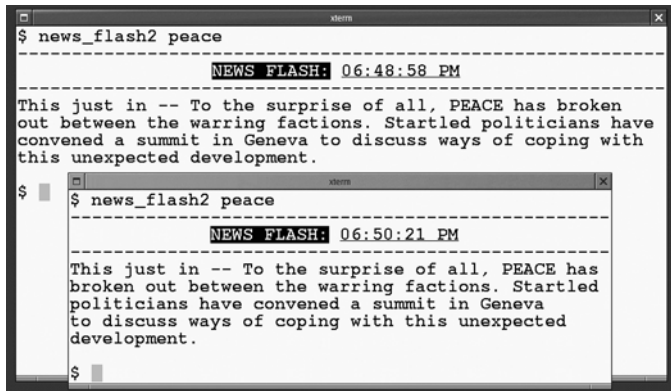 xterm
$ news_flash2 peace
------------------------------------------------------
NEWS FLASH: 06:48:58 PM
------------------------------------------------------
This just in -- To the surprise of all, PEACE has broken
out between the warring factions. Startled politicians have
convened a summit in Geneva to discuss ways of coping with
this unexpected development.
$
xterm
$ news_flash2 peace
---------------------------------------------
NEWS FLASH: 06:50:21 PM
---------------------------------------------
This just in -- To the surprise of all, PEACE has
broken out between the warring factions. Startled
politicians have convened a summit in Geneva
to discuss ways of coping with this unexpected
development.
$